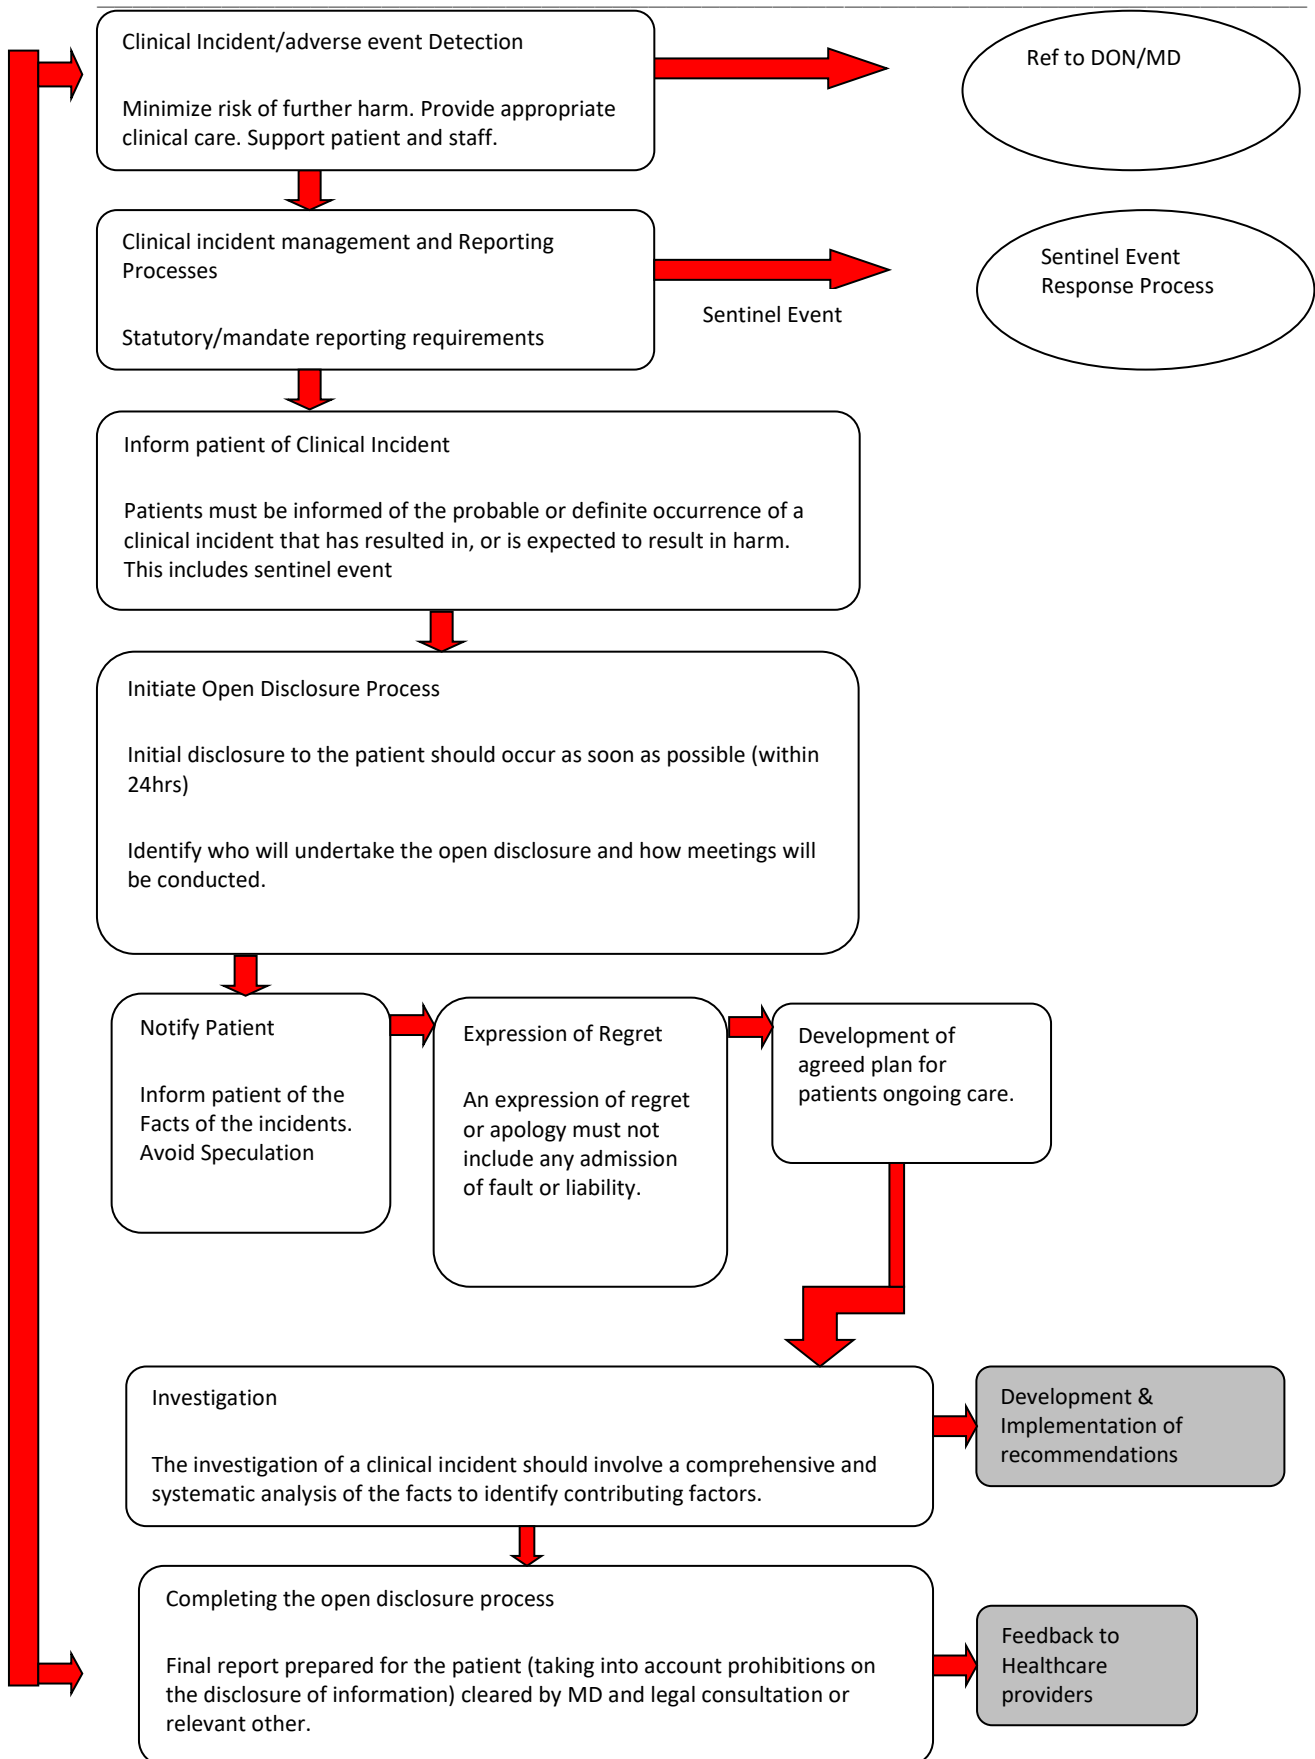 Clinical Incident/adverse event Detection
Minimize risk of further harm. Provide appropriate
clinical care. Support patient and staff.
Ref to DON/MD
Clinical incident management and Reporting
Processes
Statutory/mandate reporting requirements
Sentinel Event
Sentinel Event
Response Process
Inform patient of Clinical Incident
Patients must be informed of the probable or definite occurrence of a
clinical incident that has resulted in, or is expected to result in harm.
This includes sentinel event
Initiate Open Disclosure Process
Initial disclosure to the patient should occur as soon as possible (within
24hrs)
Identify who will undertake the open disclosure and how meetings will
be conducted.
Notify Patient
Inform patient of the
Facts of the incidents.
Avoid Speculation
Expression of Regret
An expression of regret
or apology must not
include any admission
of fault or liability.
Development of
agreed plan for
patients ongoing care.
Investigation
The investigation of a clinical incident should involve a comprehensive and
systematic analysis of the facts to identify contributing factors.
Development &
Implementation of
recommendations
Completing the open disclosure process
Final report prepared for the patient (taking into account prohibitions on
the disclosure of information) cleared by MD and legal consultation or
relevant other.
Feedback to
Healthcare
providers